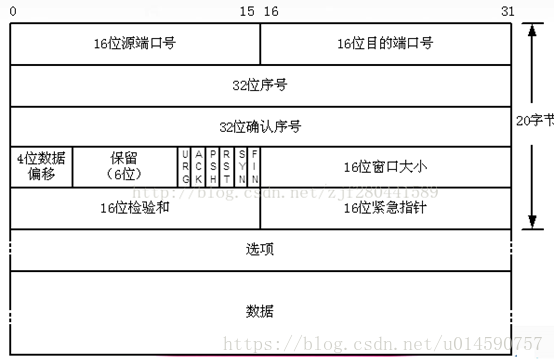 0 15 16 31
16位源端口号 16位目的端口号
32位序号
20字节
32位确认序号
4位数据偏移 保留(6位) URG ACK PSH RST SYN FIN 16位窗口大小
http://blog.csdn.net/zjf280441589
16位检验和 16位紧急指针
选项
数据
https://blog.csdn.net/u014590757